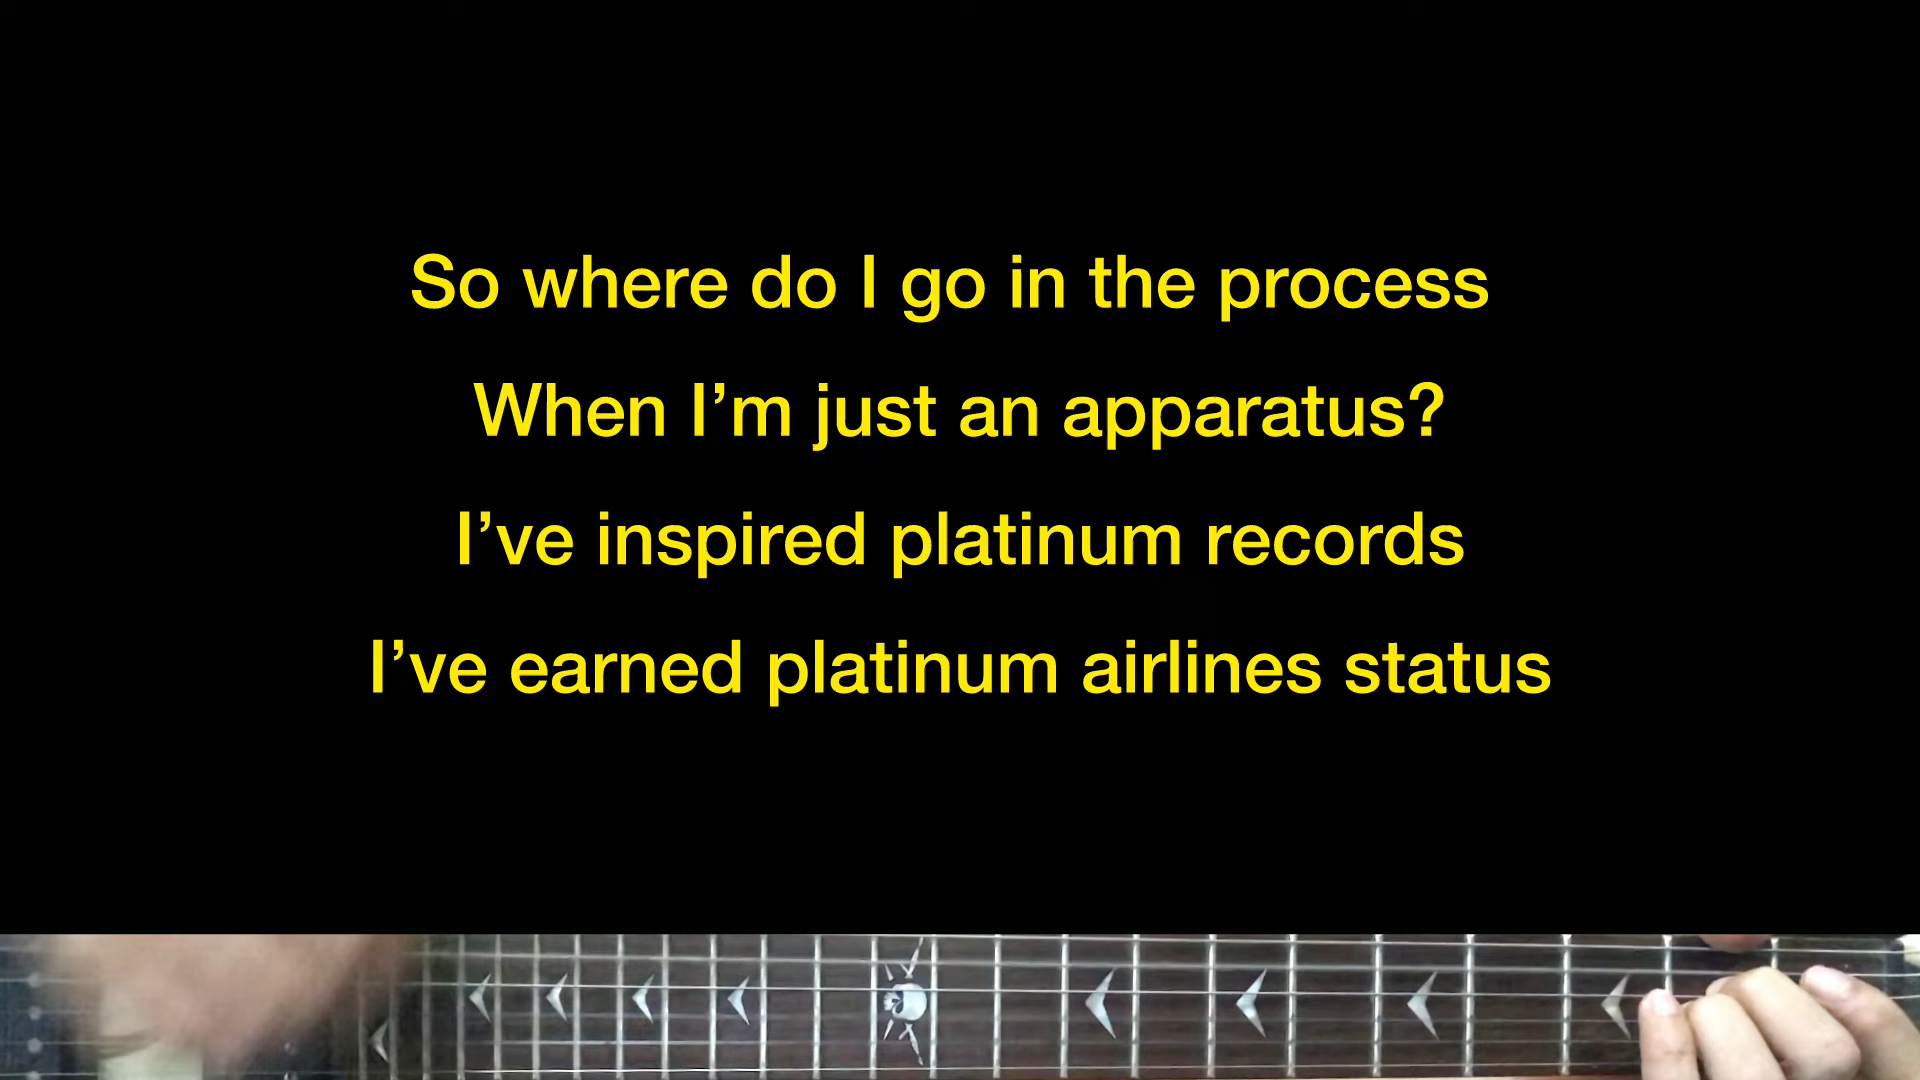 So where do I go in the process
When I’m just an apparatus?
I’ve inspired platinum records
I’ve earned platinum airlines status